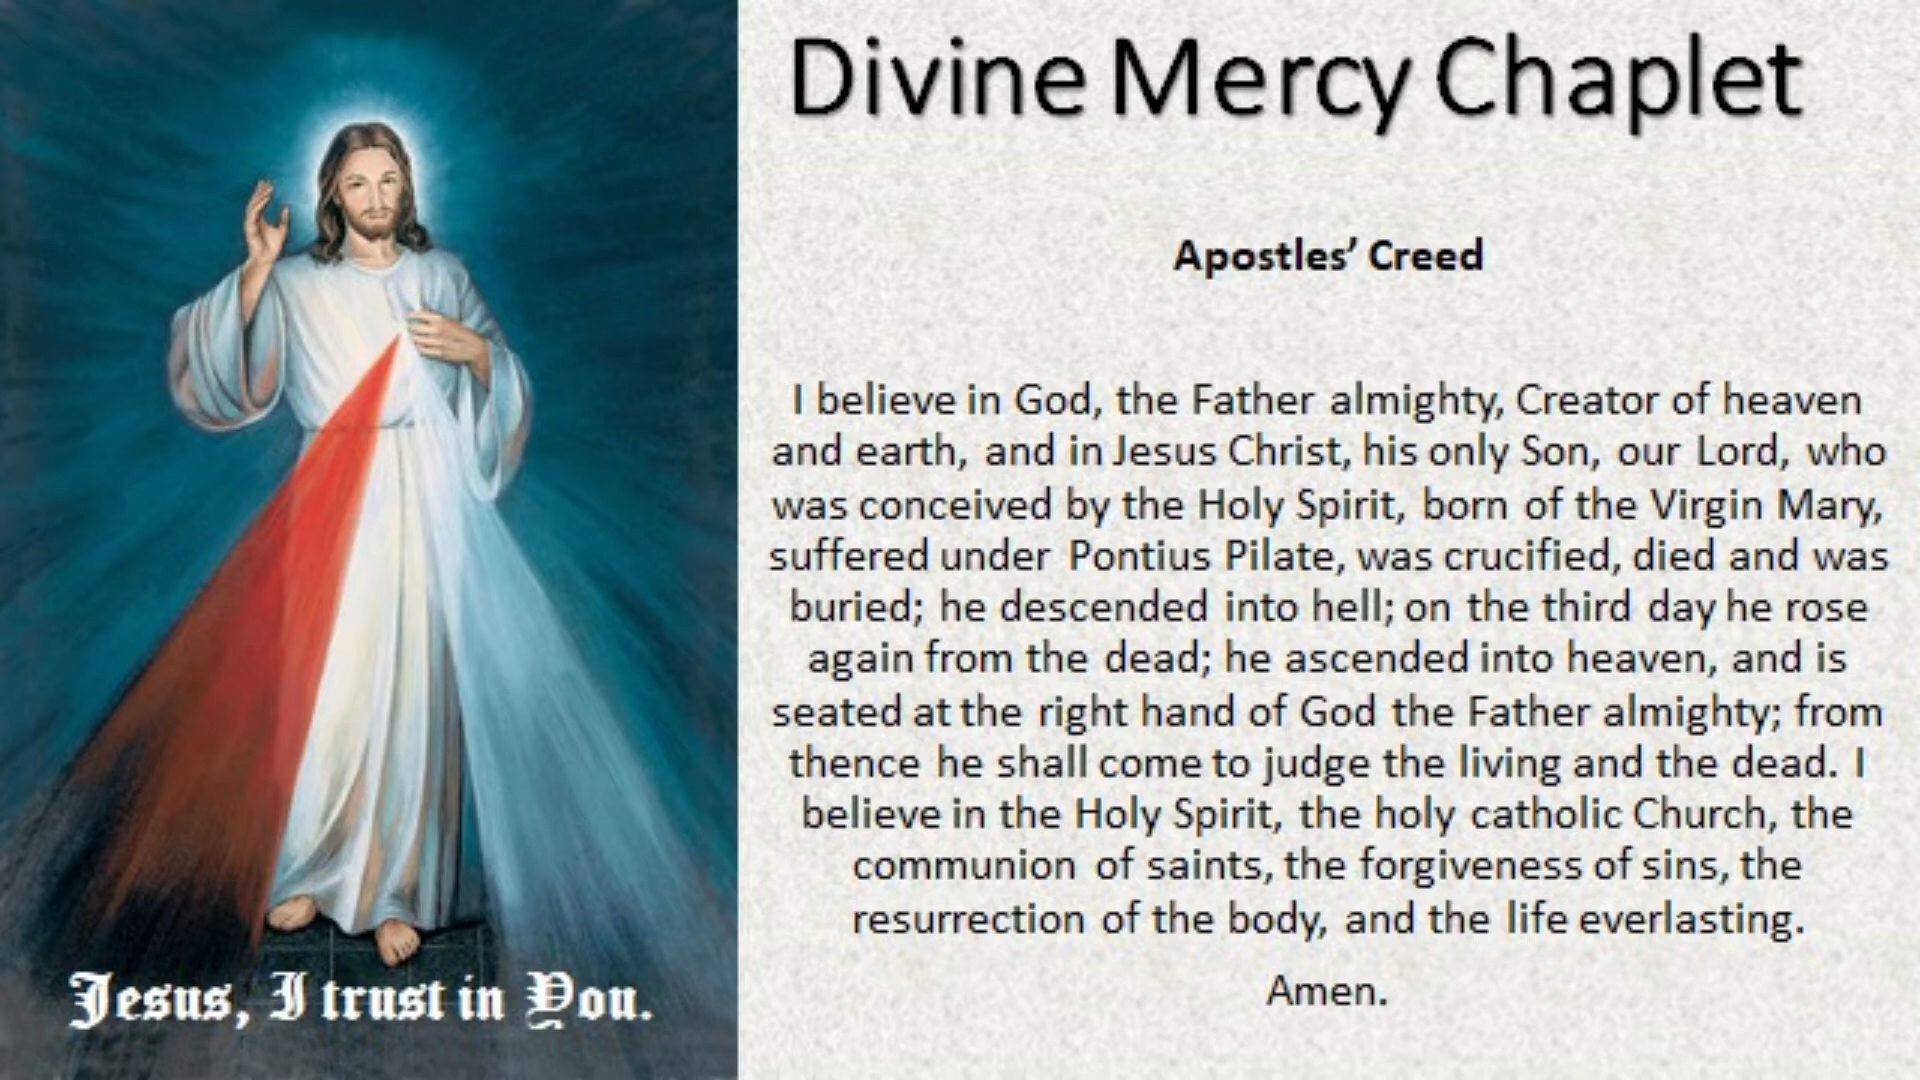 Divine Mercy Chaplet
Apostles’ Creed
I believe in God, the Father almighty, Creator of heaven
and earth, and in Jesus Christ, his only Son, our Lord, who
was conceived by the Holy Spirit, born of the Virgin Mary,
suffered under Pontius Pilate, was crucified, died and was
buried; he descended into hell; on the third day he rose
again from the dead; he ascended into heaven, and is
seated at the right hand of God the Father almighty; from
thence he shall come to judge the living and the dead. I
believe in the Holy Spirit, the holy catholic Church, the
communion of saints, the forgiveness of sins, the
resurrection of the body, and the life everlasting.
Amen.
Jesus, I trust in You.